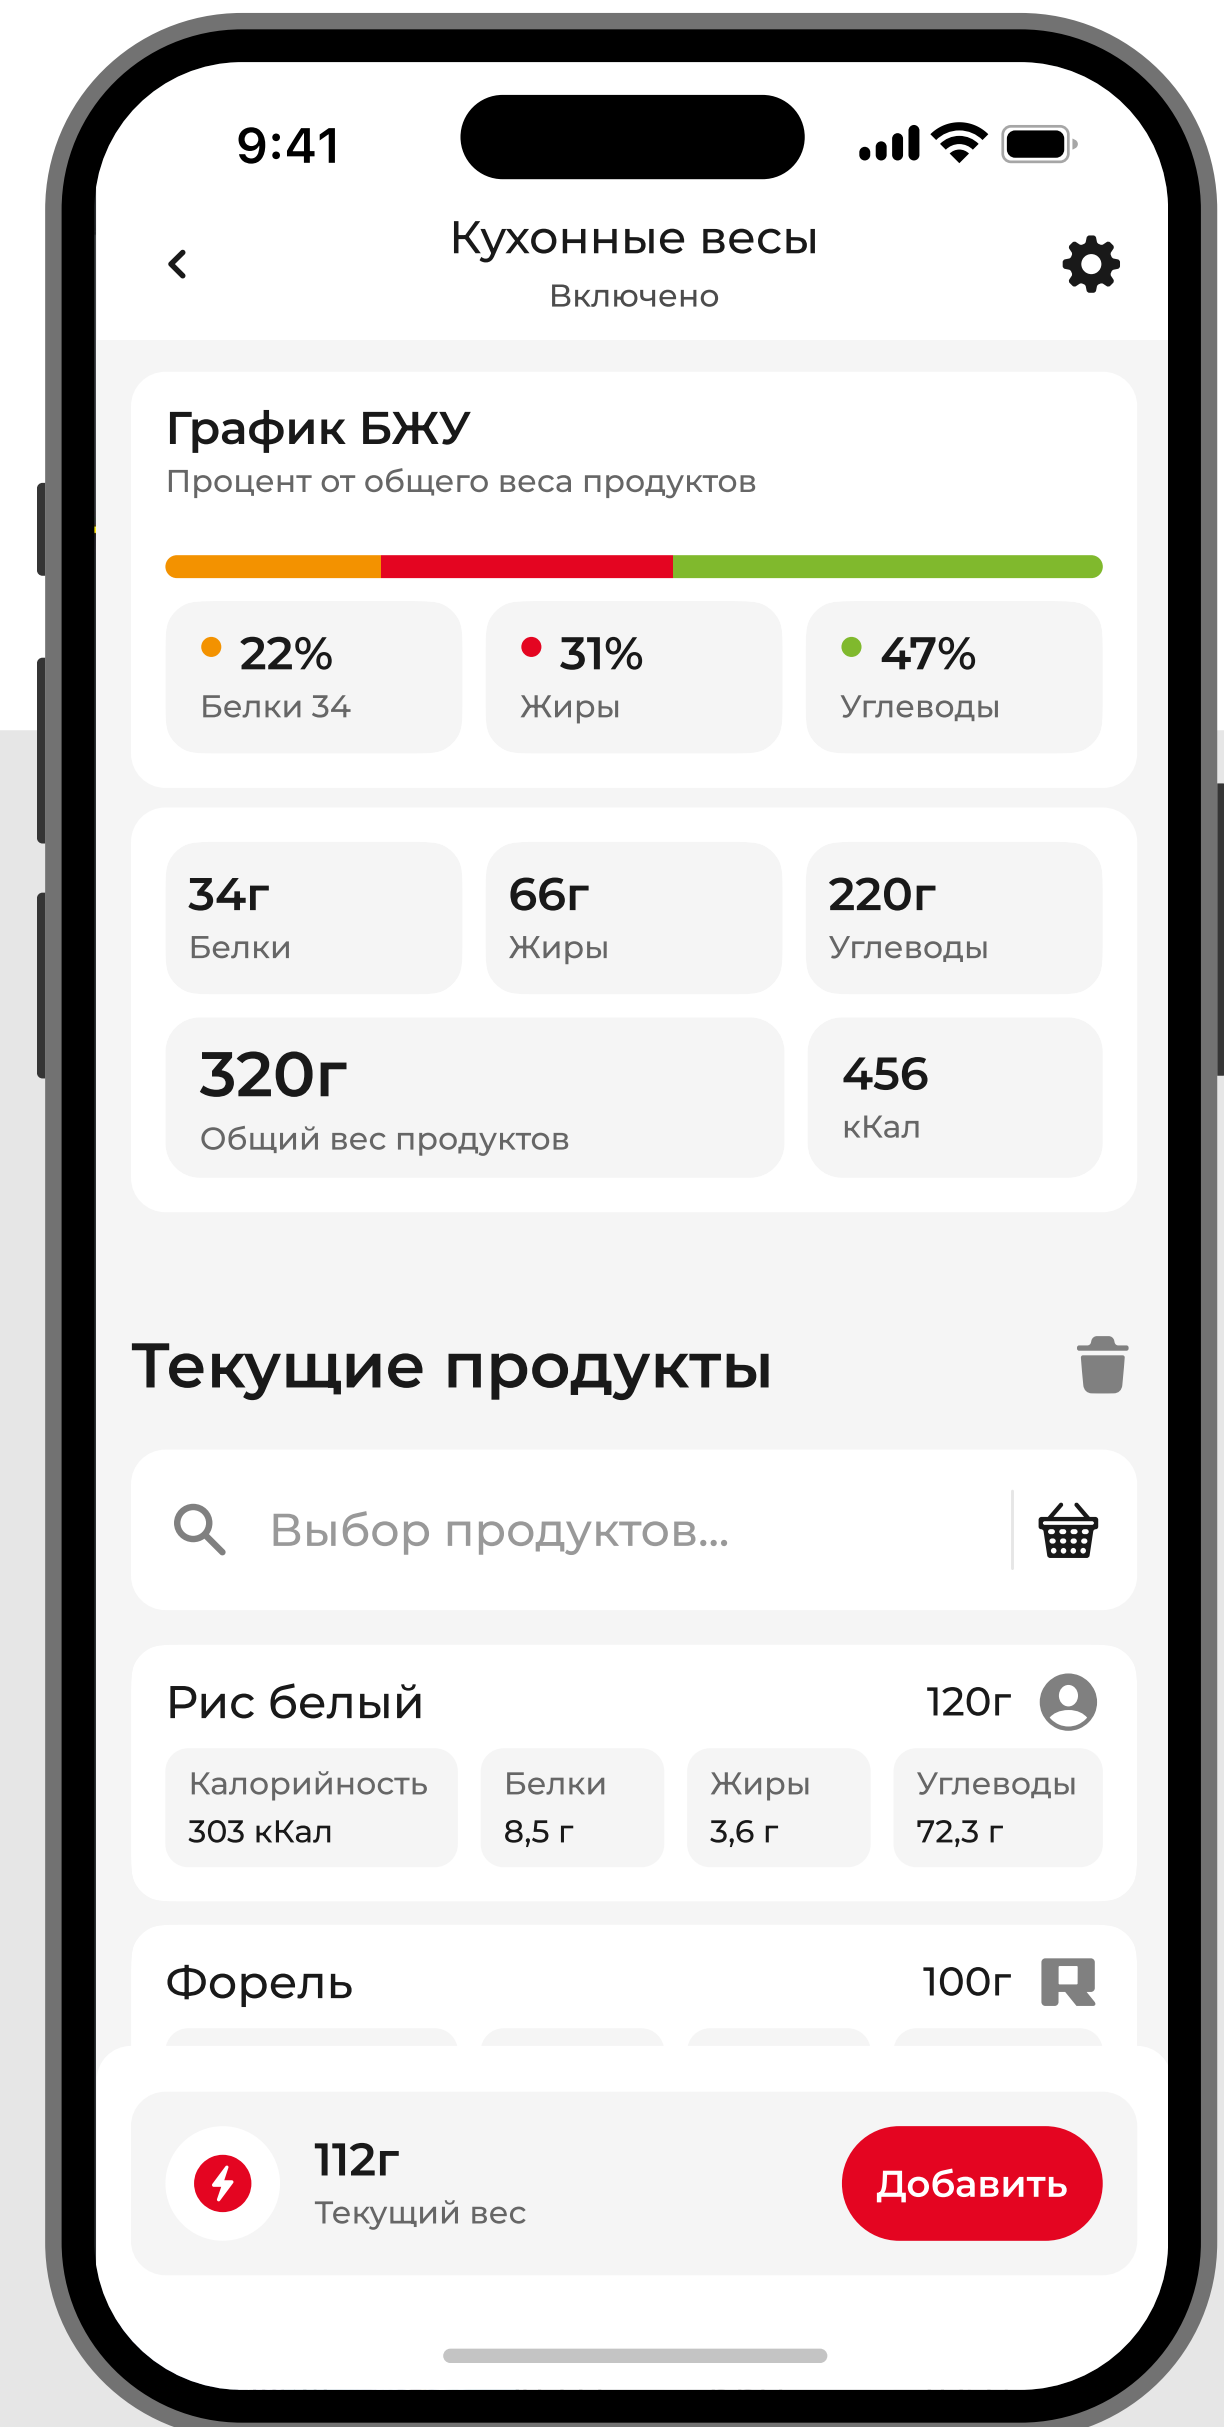 9:41
Кухонные весы
Включено
График БЖУ
Процент от общего веса продуктов
22%
Белки 34
31%
Жиры
47%
Углеводы
34г
Белки
66г
Жиры
220г
Углеводы
320г
Общий вес продуктов
456
кКал
Текущие продукты
Выбор продуктов...
Рис белый
120г
Калорийность
303 кКал
Белки
8,5 г
Жиры
3,6 г
Углеводы
72,3 г
Форель
100г
R
112г
Текущий вес
Добавить